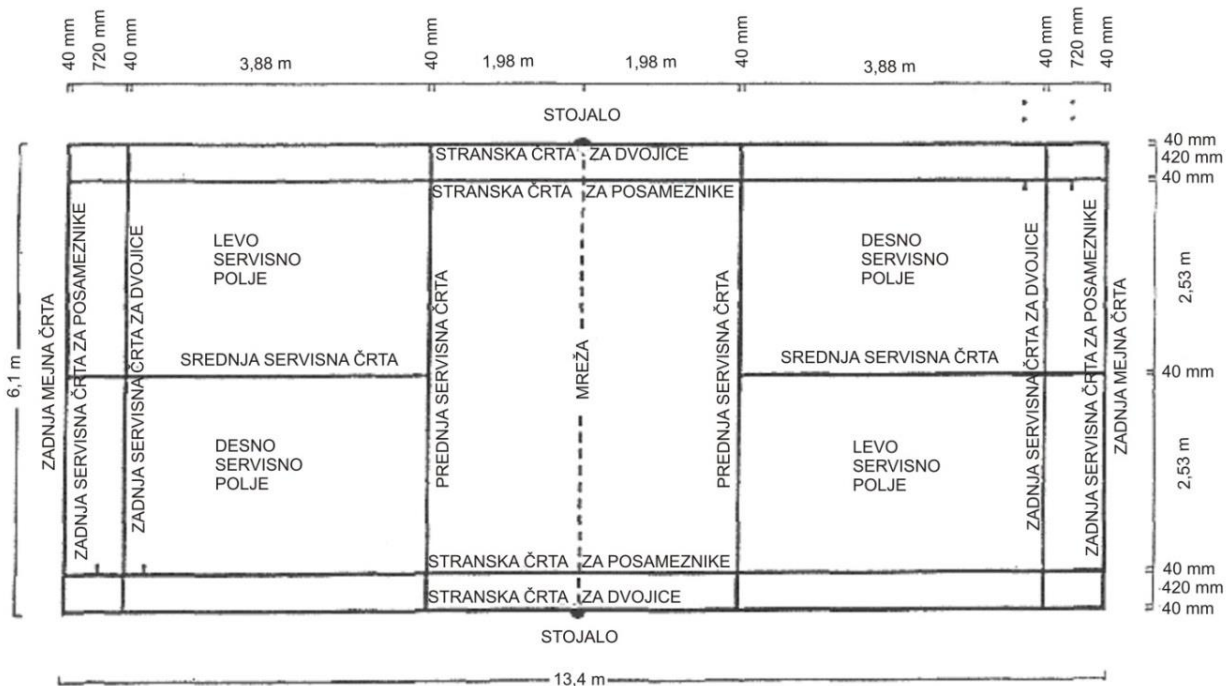 40 mm
720 mm
40 mm
3,88 m
40 mm
1,98 m
1,98 m
40 mm
3,88 m
40 mm
720 mm
40 mm
STOJALO
STRANSKA ČRTA ZA DVOJICE
STRANSKA ČRTA ZA POSAMEZNIKE
40 mm
420 mm
40 mm
6,1 m
ZADNJA MEJNA ČRTA
ZADNJA SERVISNA ČRTA ZA POSAMEZNIKE
ZADNJA SERVISNA ČRTA ZA DVOJICE
LEVO
SERVISNO
POLJE
PREDNJA SERVISNA ČRTA
MREŽA
PREDNJA SERVISNA ČRTA
DESNO
SERVISNO
POLJE
ZADNJA SERVISNA ČRTA ZA DVOJICE
ZADNJA SERVISNA ČRTA ZA POSAMEZNIKE
ZADNJA MEJNA ČRTA
2,53 m
SREDNJA SERVISNA ČRTA
SREDNJA SERVISNA ČRTA
40 mm
DESNO
SERVISNO
POLJE
LEVO
SERVISNO
POLJE
2,53 m
STRANSKA ČRTA ZA POSAMEZNIKE
STRANSKA ČRTA ZA DVOJICE
40 mm
420 mm
40 mm
STOJALO
13,4 m